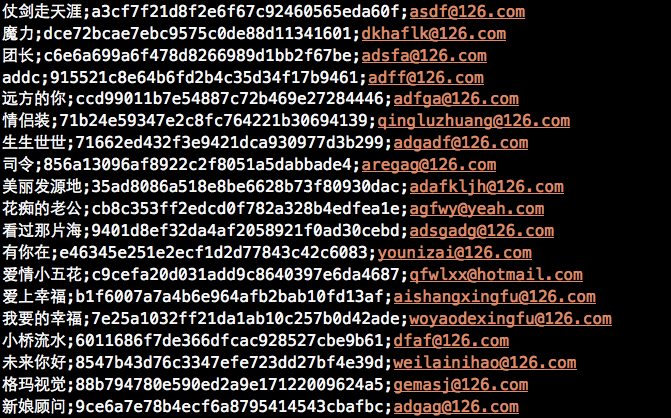 仗剑走天涯;a3cf7f21d8f2e6f67c92460565eda60f;asdf@126.com
魔力;dce72bcae7ebc9575c0de88d11341601;dkhaflk@126.com
团长;c6e6a699a6f478d8266989d1bb2f67be;adsfa@126.com
addc;915521c8e64b6fd2b4c35d34f17b9461;adff@126.com
远方的你;ccd99011b7e54887c72b469e27284446;adfga@126.com
情侣装;71b24e59347e2c8fc764221b30694139;qingluzhuang@126.com
生生世世;71662ed432f3e9421dca930977d3b299;adgadf@126.com
司令;856a13096af8922c2f8051a5dabbade4;aregag@126.com
美丽发源地;35ad8086a518e8be6628b73f80930dac;adafkljh@126.com
花痴的老公;cb8c353ff2edcd0f782a328b4edfea1e;agfwy@yeah.com
看过那片海;9401d8ef32da4af2058921f0ad30cebd;adsgadg@126.com
有你在;e46345e251e2ecf1d2d77843c42c6083;younizai@126.com
爱情小五花;c9cefa20d031add9c8640397e6da4687;qfwlxx@hotmail.com
爱上幸福;b1f6007a7a4b6e964afb2bab10fd13af;aishangxingfu@126.com
我要的幸福;7e25a1032ff21da1ab10c257b0d42ade;woyaodexingfu@126.com
小桥流水;6011686f7de366dfcac928527cbe9b61;dfaf@126.com
未来你好;8547b43d76c3347efe723dd27bf4e39d;weilainihao@126.com
格玛视觉;88b794780e590ed2a9e17122009624a5;gemasj@126.com
新娘顾问;9ce6a7e78b4ecf6a8795414543cbafbc;adgag@126.com